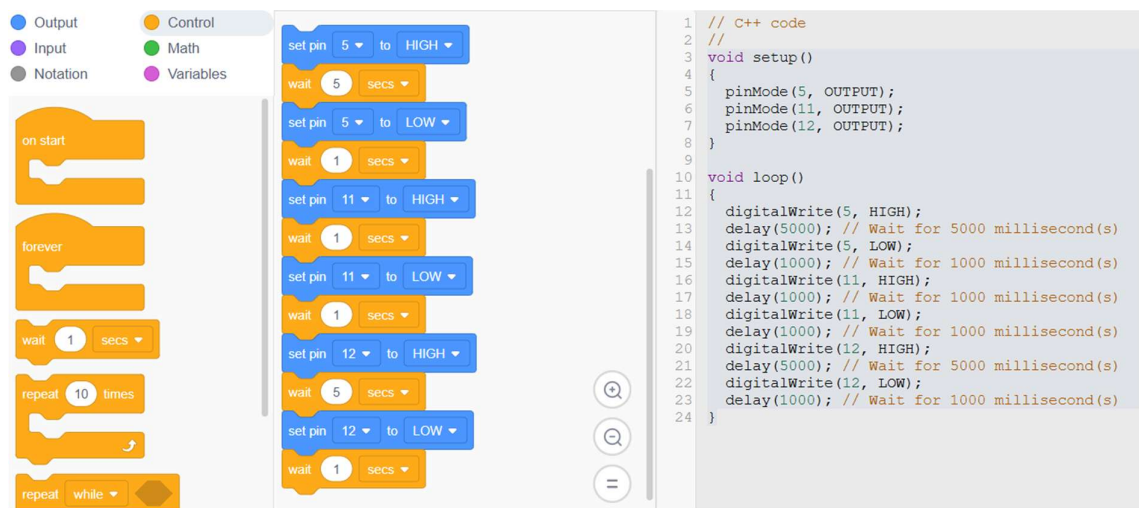 Output
Control
Input
Math
Notation
Variables
on start
forever
wait 1 secs
repeat 10 times
repeat while
set pin 5 to HIGH
wait 5 secs
set pin 5 to LOW
wait 1 secs
set pin 11 to HIGH
wait 1 secs
set pin 11 to LOW
wait 1 secs
set pin 12 to HIGH
wait 5 secs
set pin 12 to LOW
wait 1 secs
1 // C++ code
2 //
3 void setup()
4 {
5 pinMode(5, OUTPUT);
6 pinMode(11, OUTPUT);
7 pinMode(12, OUTPUT);
8 }
9
10 void loop()
11 {
12 digitalWrite(5, HIGH);
13 delay(5000); // Wait for 5000 millisecond(s)
14 digitalWrite(5, LOW);
15 delay(1000); // Wait for 1000 millisecond(s)
16 digitalWrite(11, HIGH);
17 delay(1000); // Wait for 1000 millisecond(s)
18 digitalWrite(11, LOW);
19 delay(1000); // Wait for 1000 millisecond(s)
20 digitalWrite(12, HIGH);
21 delay(5000); // Wait for 5000 millisecond(s)
22 digitalWrite(12, LOW);
23 delay(1000); // Wait for 1000 millisecond(s)
24 }